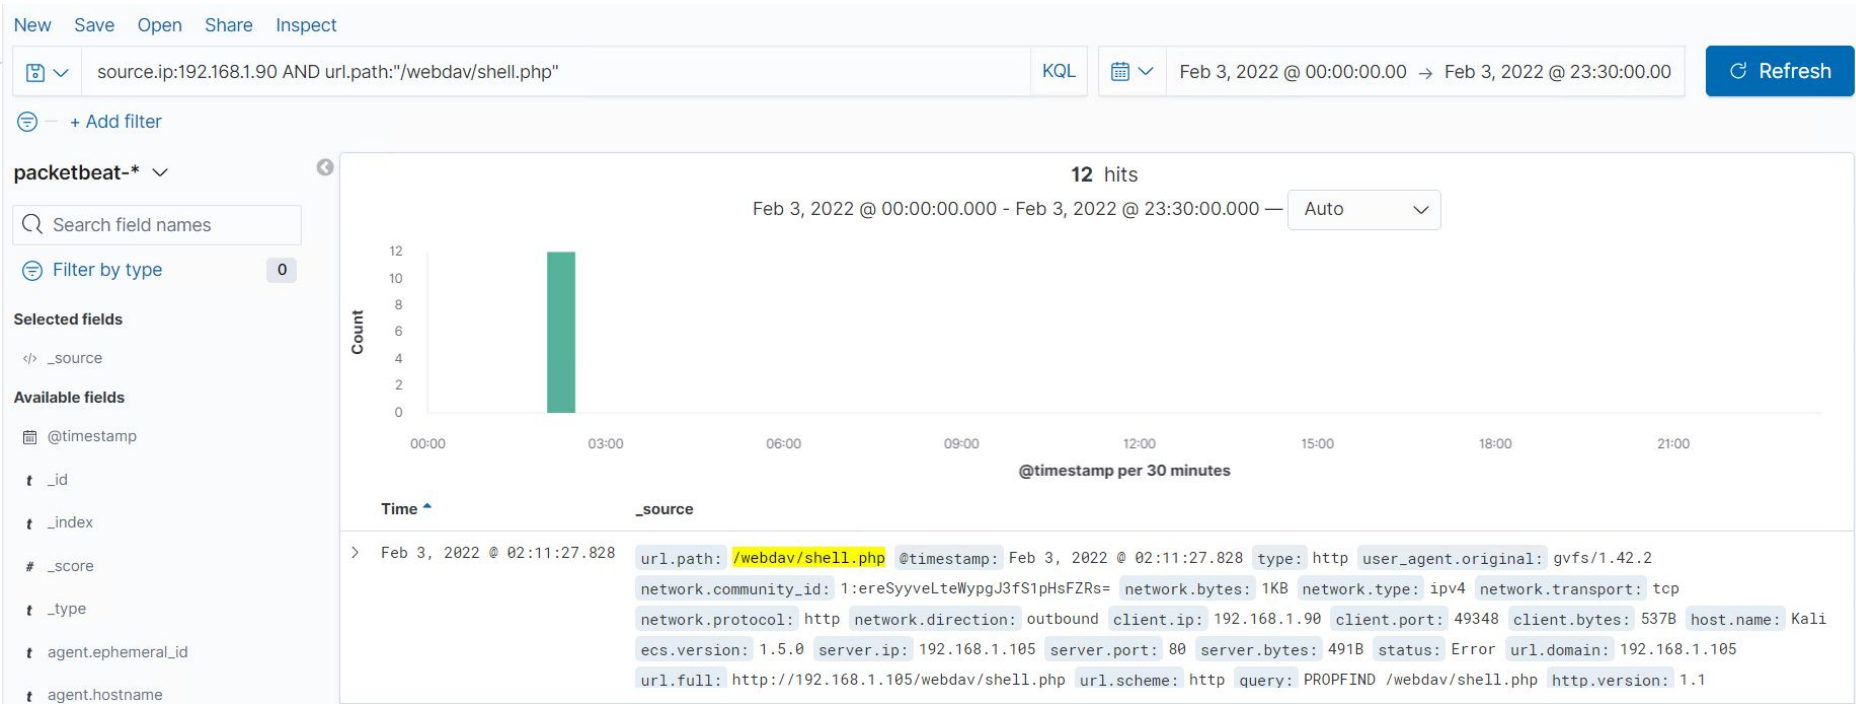 New Save Open Share Inspect
source.ip:192.168.1.90 AND url.path:"/webdav/shell.php" KQL Feb 3, 2022 @ 00:00:00.00 → Feb 3, 2022 @ 23:30:00.00 Refresh
+ Add filter
packetbeat-*
Search field names
Filter by type 0
Selected fields
</> _source
Available fields
@timestamp
t _id
t _index
# _score
t _type
t agent.ephemeral_id
t agent.hostname
12 hits
Feb 3, 2022 @ 00:00:00.000 - Feb 3, 2022 @ 23:30:00.000 — Auto
Count
12
10
8
6
4
2
0
00:00 03:00 06:00 09:00 12:00 15:00 18:00 21:00
@timestamp per 30 minutes
Time _source
Feb 3, 2022 @ 02:11:27.828 url.path: /webdav/shell.php @timestamp: Feb 3, 2022 @ 02:11:27.828 type: http user_agent.original: gvfs/1.42.2
network.community_id: 1:ereSyyveLteWypgJ3fS1pHsFZRs= network.bytes: 1KB network.type: ipv4 network.transport: tcp
network.protocol: http network.direction: outbound client.ip: 192.168.1.90 client.port: 49348 client.bytes: 537B host.name: Kali
ecs.version: 1.5.0 server.ip: 192.168.1.105 server.port: 80 server.bytes: 491B status: Error url.domain: 192.168.1.105
url.full: http://192.168.1.105/webdav/shell.php url.scheme: http query: PROPFIND /webdav/shell.php http.version: 1.1